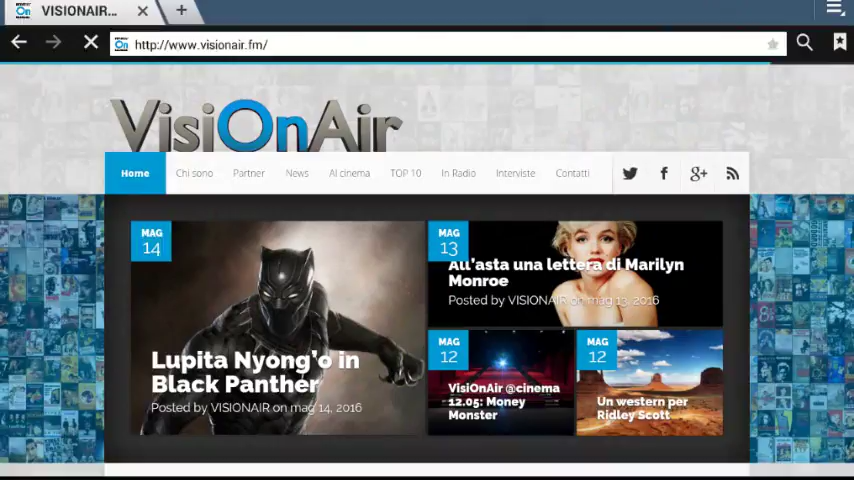 VISIONAIR...
http://www.visionair.fm/
VisiOnAir
Home Chi sono Partner News Al cinema TOP 10 In Radio Interviste Contatti
MAG
14
Lupita Nyong'o in
Black Panther
Posted by VISIONAIR on mag 14, 2016
MAG
13
All'asta una lettera di Marilyn
Monroe
Posted by VISIONAIR on mag 13, 2016
MAG
12
VisiOnAir @cinema
12.05: Money
Monster
MAG
12
Un western per
Ridley Scott